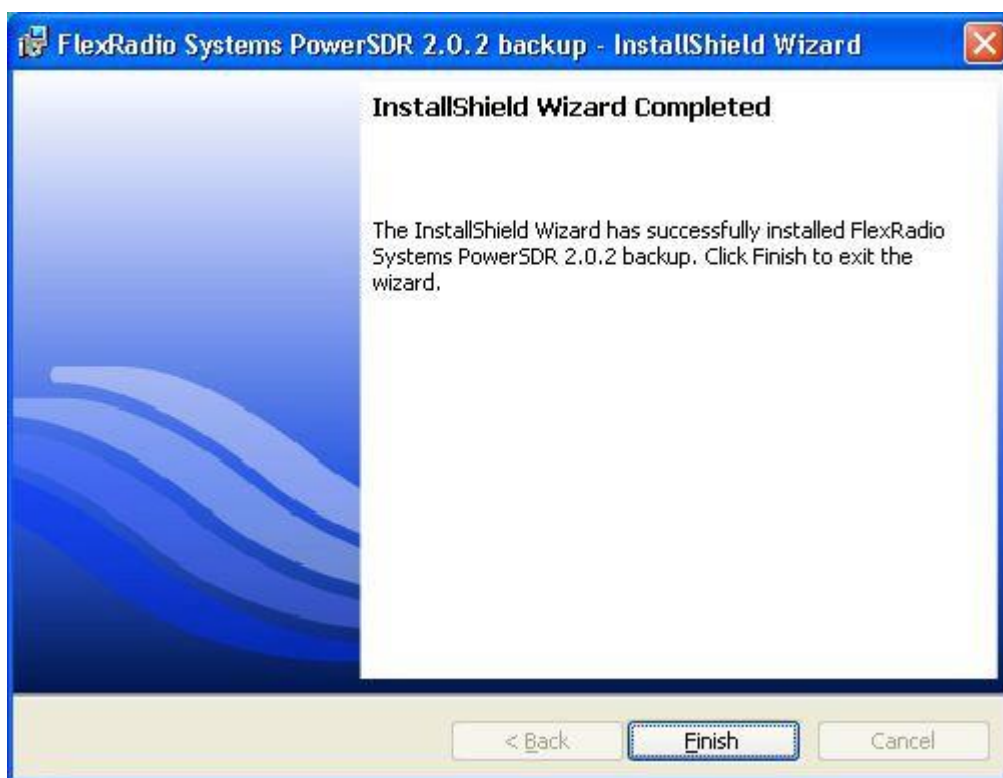 FlexRadio Systems PowerSDR 2.0.2 backup - InstallShield Wizard
InstallShield Wizard Completed
The InstallShield Wizard has successfully installed FlexRadio
Systems PowerSDR 2.0.2 backup. Click Finish to exit the
wizard.
< Back
Finish
Cancel